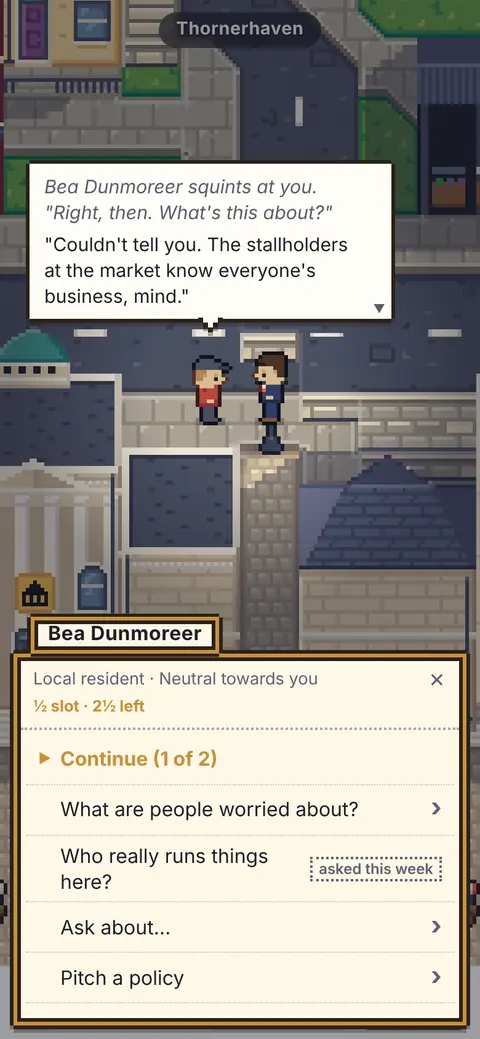 Thornerhaven
Bea Dunmoreer squints at you.
"Right, then. What's this about?"
"Couldn't tell you. The stallholders
at the market know everyone's
business, mind."
Bea Dunmoreer
Local resident · Neutral towards you
½ slot · 2½ left
Continue (1 of 2)
What are people worried about?
Who really runs things
here?
asked this week
Ask about...
Pitch a policy